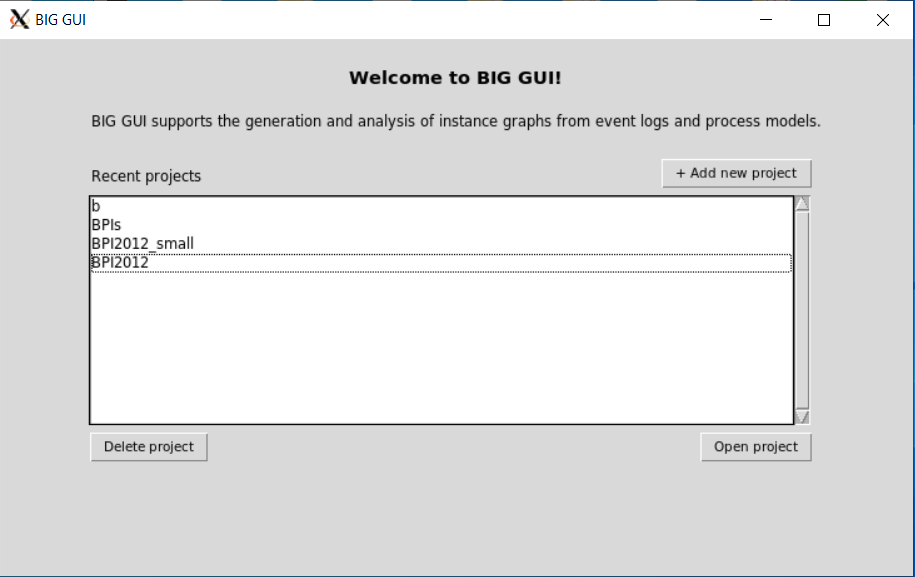 BIG GUI
Welcome to BIG GUI!
BIG GUI supports the generation and analysis of instance graphs from event logs and process models.
Recent projects
+ Add new project
b
BPIs
BPI2012_small
BPI2012
Delete project
Open project